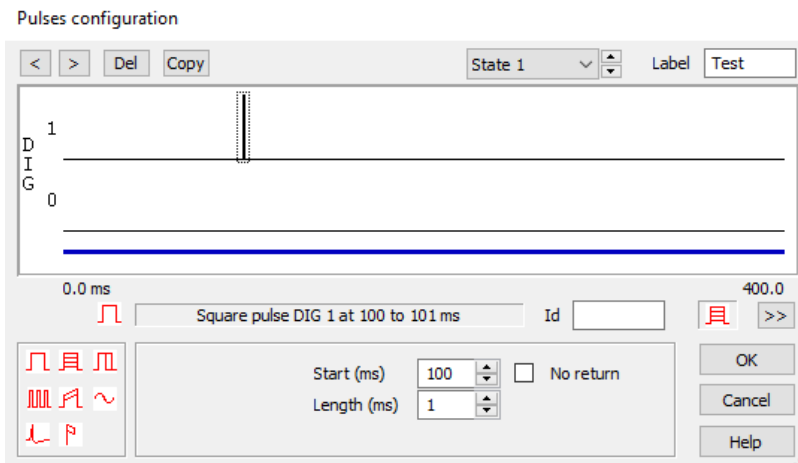 Pulses configuration
< > Del Copy State 1 Label Test
1
D
I
G
0
0.0 ms 400.0
Square pulse DIG 1 at 100 to 101 ms Id >>
Start (ms) 100 No return OK
Length (ms) 1 Cancel
Help